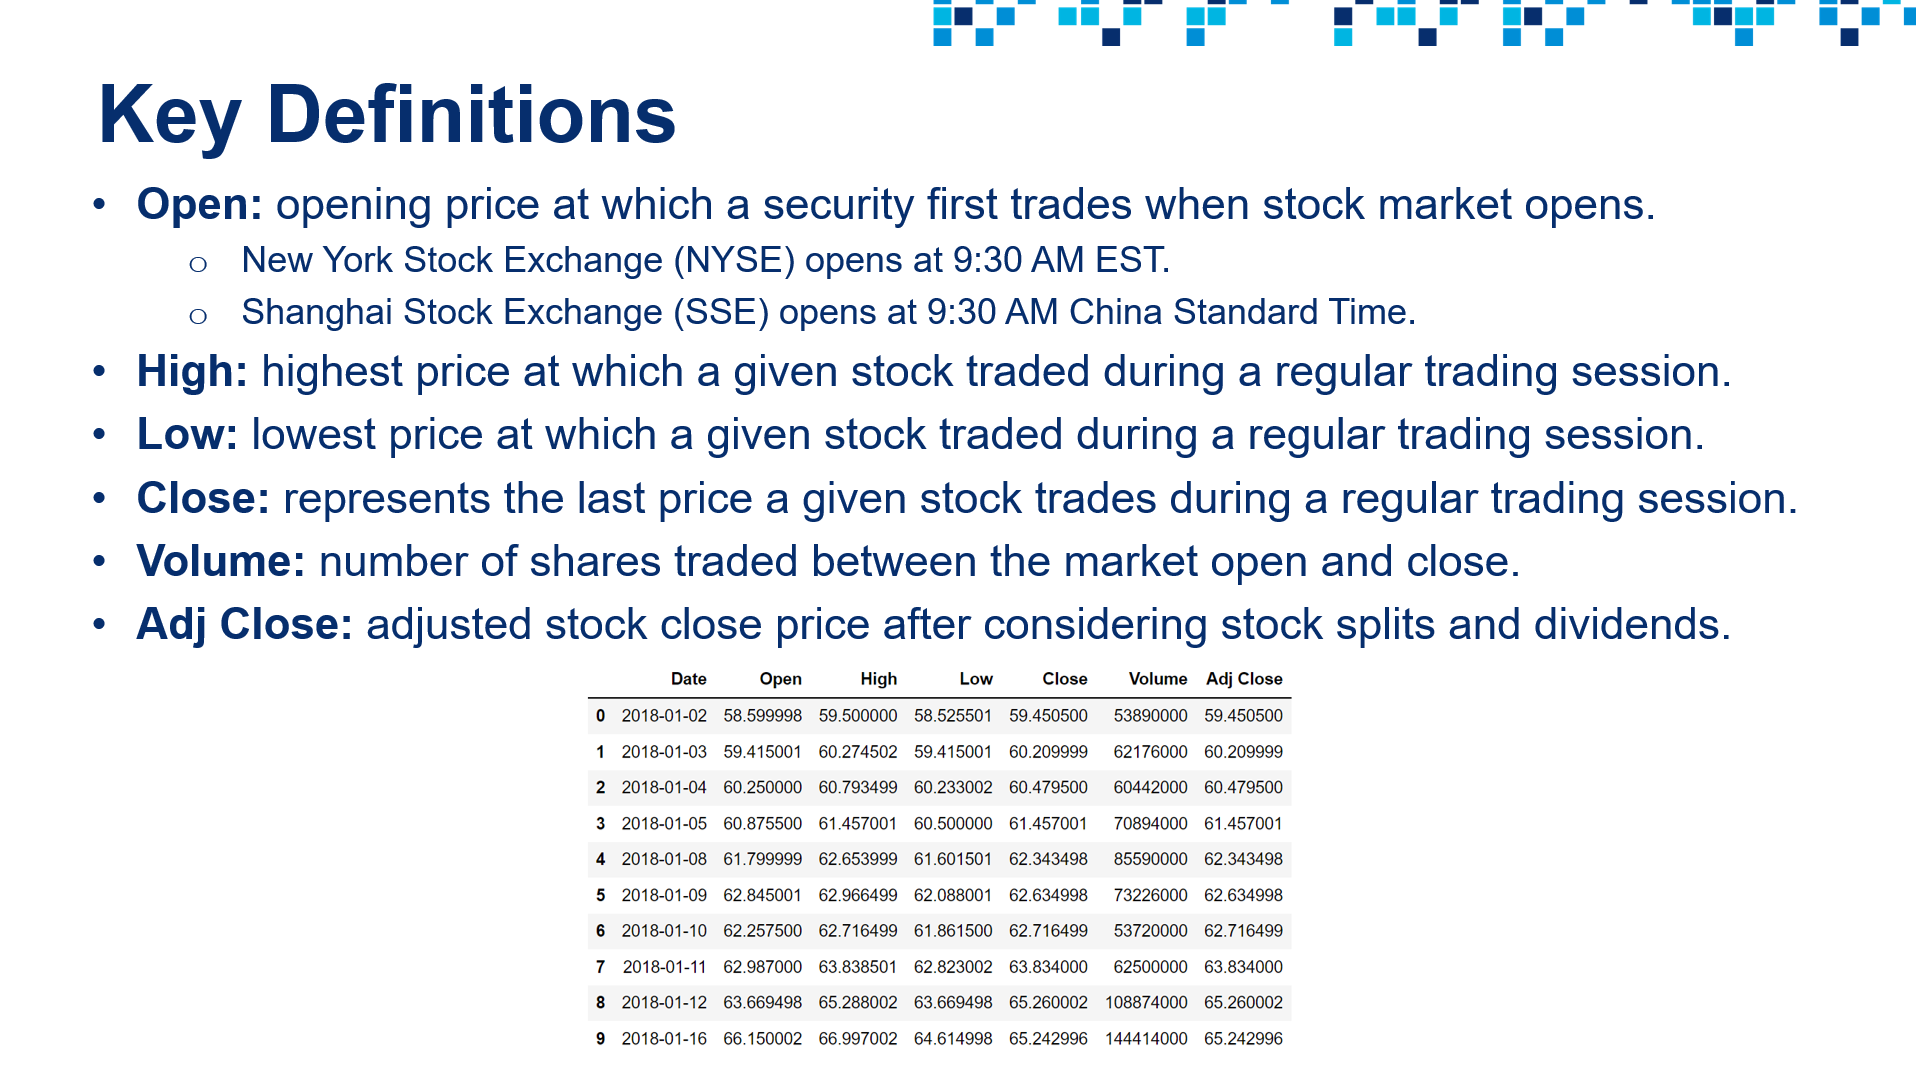 Key Definitions
• Open: opening price at which a security first trades when stock market opens.
o New York Stock Exchange (NYSE) opens at 9:30 AM EST.
o Shanghai Stock Exchange (SSE) opens at 9:30 AM China Standard Time.
• High: highest price at which a given stock traded during a regular trading session.
• Low: lowest price at which a given stock traded during a regular trading session.
• Close: represents the last price a given stock trades during a regular trading session.
• Volume: number of shares traded between the market open and close.
• Adj Close: adjusted stock close price after considering stock splits and dividends.
Date Open High Low Close Volume Adj Close
0 2018-01-02 58.599998 59.500000 58.525501 59.450500 53890000 59.450500
1 2018-01-03 59.415001 60.274502 59.415001 60.209999 62176000 60.209999
2 2018-01-04 60.250000 60.793499 60.233002 60.479500 60442000 60.479500
3 2018-01-05 60.875500 61.457001 60.500000 61.457001 70894000 61.457001
4 2018-01-08 61.799999 62.653999 61.601501 62.343498 85590000 62.343498
5 2018-01-09 62.845001 62.966499 62.088001 62.634998 73226000 62.634998
6 2018-01-10 62.257500 62.716499 61.861500 62.716499 53720000 62.716499
7 2018-01-11 62.987000 63.838501 62.823002 63.834000 62500000 63.834000
8 2018-01-12 63.669498 65.288002 63.669498 65.260002 108874000 65.260002
9 2018-01-16 66.150002 66.997002 64.614998 65.242996 144414000 65.242996